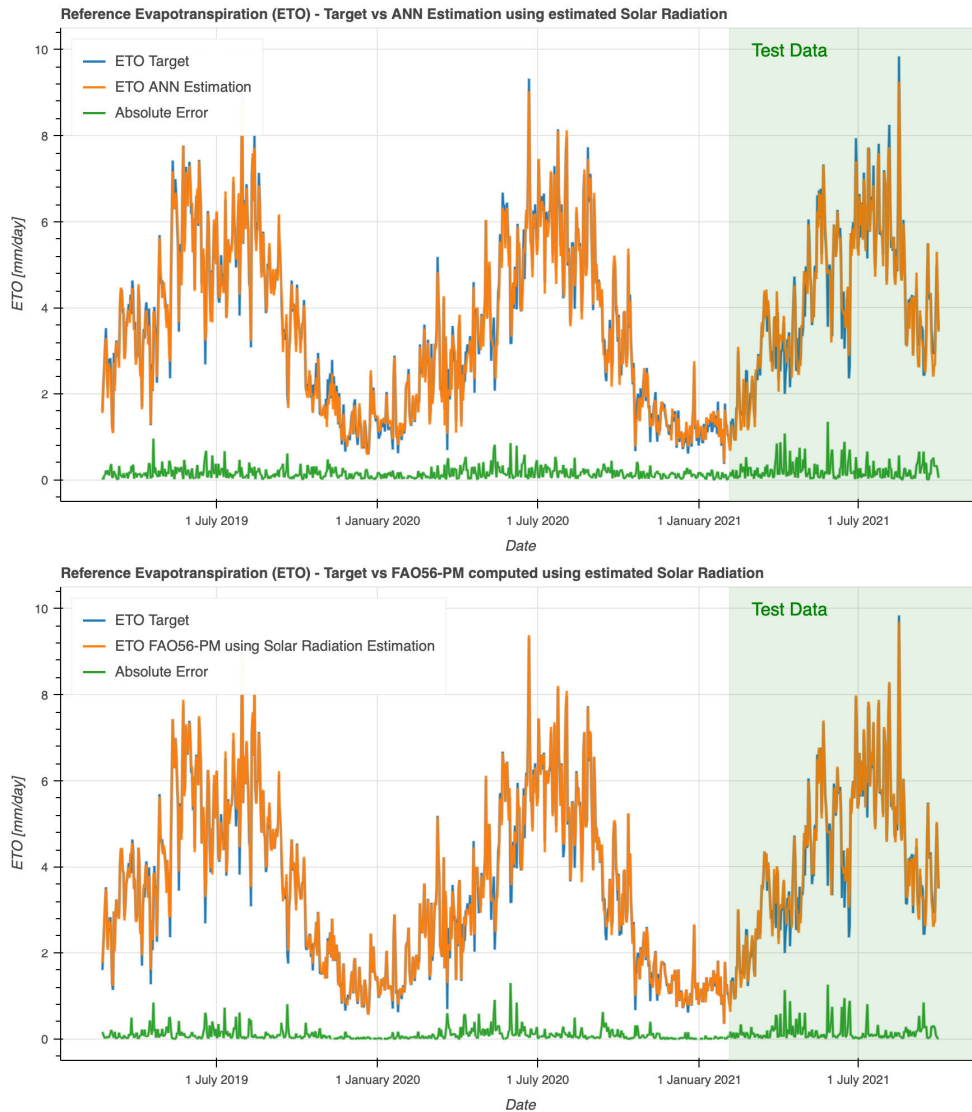 Reference Evapotranspiration (ETO) - Target vs ANN Estimation using estimated Solar Radiation
ETO Target
ETO ANN Estimation
Absolute Error
Test Data
10
8
6
4
2
0
ETO [mm/day]
1 July 2019
1 January 2020
1 July 2020
1 January 2021
1 July 2021
Date
Reference Evapotranspiration (ETO) - Target vs FAO56-PM computed using estimated Solar Radiation
ETO Target
ETO FAO56-PM using Solar Radiation Estimation
Absolute Error
Test Data
10
8
6
4
2
0
ETO [mm/day]
1 July 2019
1 January 2020
1 July 2020
1 January 2021
1 July 2021
Date